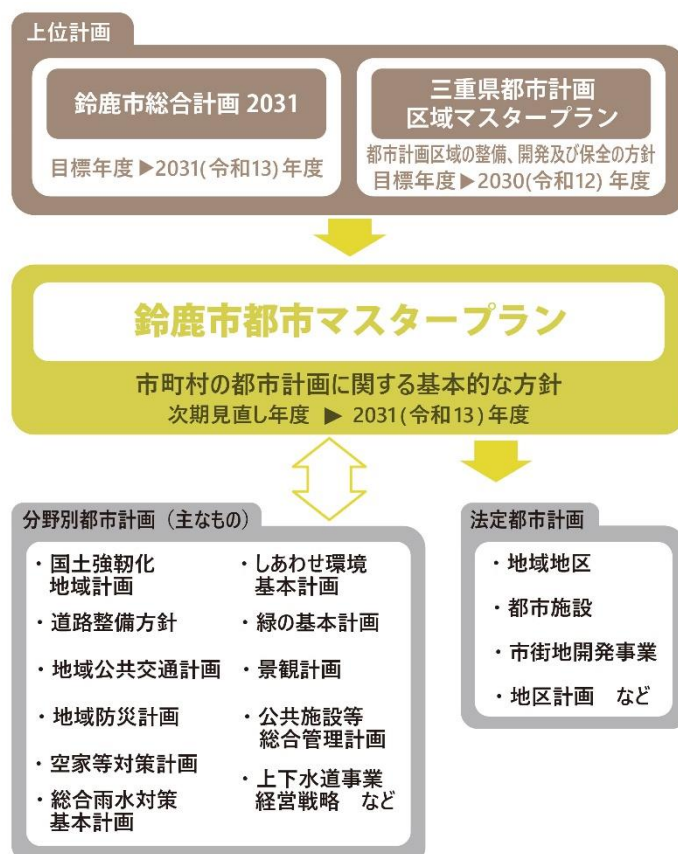 上位計画
鈴鹿市総合計画 2031
目標年度 ▶ 2031(令和13) 年度
三重県都市計画
区域マスタープラン
都市計画区域の整備、開発及び保全の方針
目標年度 ▶ 2030(令和12) 年度
鈴鹿市都市マスタープラン
市町村の都市計画に関する基本的な方針
次期見直し年度 ▶ 2031(令和13)年度
分野別都市計画（主なもの）
・国土強靭化
地域計画
・道路整備方針
・地域公共交通計画
・地域防災計画
・空家等対策計画
・総合雨水対策
基本計画
・しあわせ環境
基本計画
・緑の基本計画
・景観計画
・公共施設等
総合管理計画
・上下水道事業
経営戦略　など
法定都市計画
・地域地区
・都市施設
・市街地開発事業
・地区計画　など